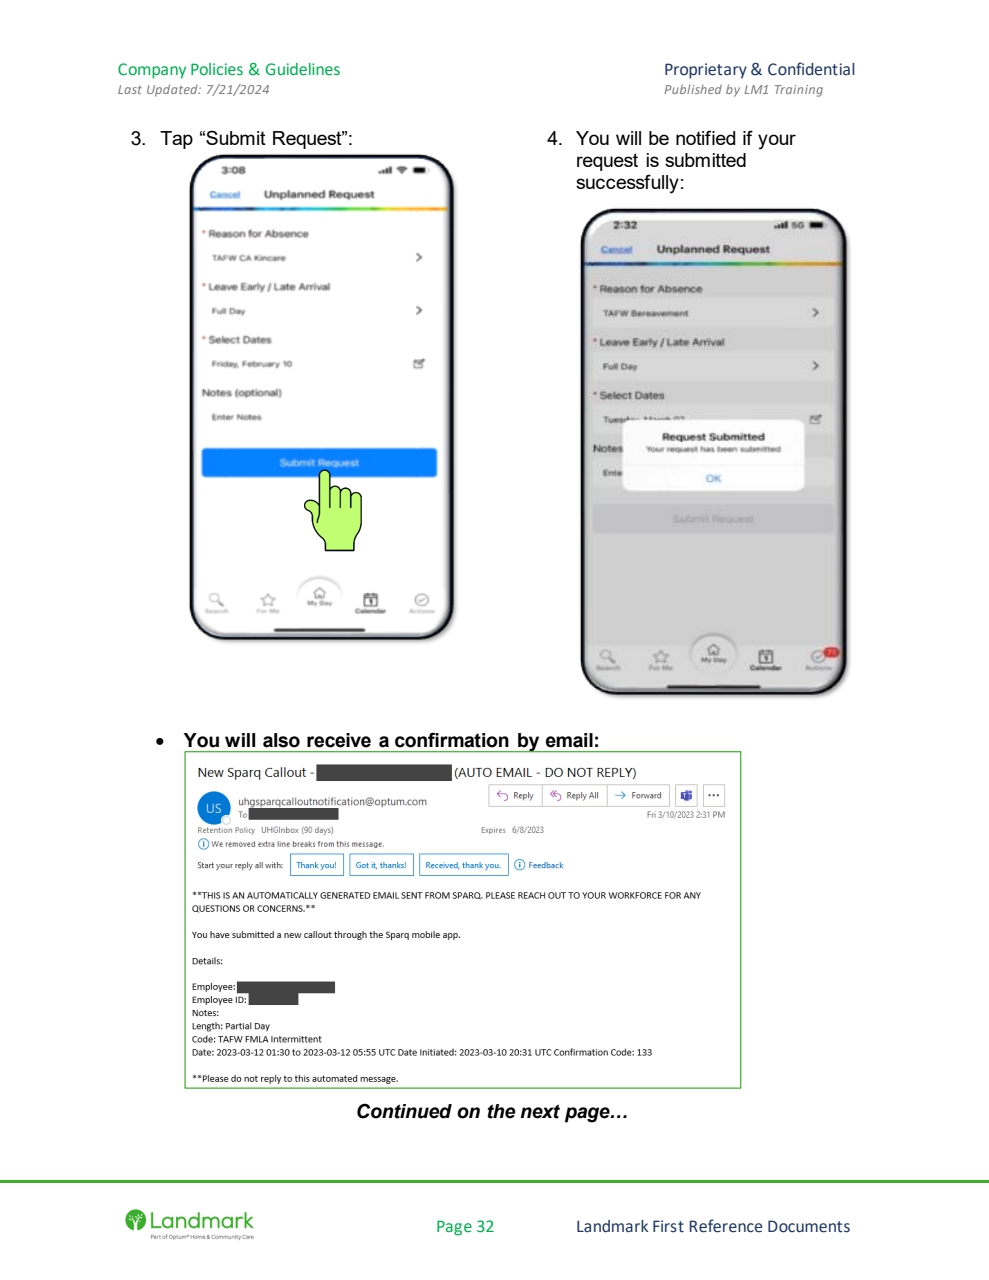 Company Policies & Guidelines
Proprietary & Confidential
Last Updated: 7/21/2024
Published by LM1 Training
3. Tap “Submit Request”:
3:08
Cancel Unplanned Request
* Reason for Absence
TAFW CA Kincare
* Leave Early / Late Arrival
Full Day
* Select Dates
Friday, February 10
Notes (optional)
Enter Notes
Submit Request
Search For Me My Day Calendar Actions
4. You will be notified if your
request is submitted
successfully:
2:32 5G
Cancel Unplanned Request
* Reason for Absence
TAFW Bereavement
* Leave Early / Late Arrival
Full Day
* Select Dates
Notes
Request Submitted
Your request has been submitted
OK
Submit Request
Search For Me My Day Calendar Actions
• You will also receive a confirmation by email:
New Sparq Callout - (AUTO EMAIL - DO NOT REPLY)
US
uhgsparqcalloutnotification@optum.com
To
Reply Reply All Forward
Fri 3/10/2023 2:31 PM
Retention Policy UHGInbox (90 days) Expires 6/8/2023
We removed extra line breaks from this message.
Start your reply all with: Thank you! Got it, thanks! Received, thank you. Feedback
**THIS IS AN AUTOMATICALLY GENERATED EMAIL SENT FROM SPARQ. PLEASE REACH OUT TO YOUR WORKFORCE FOR ANY
QUESTIONS OR CONCERNS.**
You have submitted a new callout through the Sparq mobile app.
Details:
Employee:
Employee ID:
Notes:
Length: Partial Day
Code: TAFW FMLA Intermittent
Date: 2023-03-12 01:30 to 2023-03-12 05:55 UTC Date Initiated: 2023-03-10 20:31 UTC Confirmation Code: 133
**Please do not reply to this automated message.
Continued on the next page…
Landmark
Part of Optum® Home & Community Care
Page 32
Landmark First Reference Documents